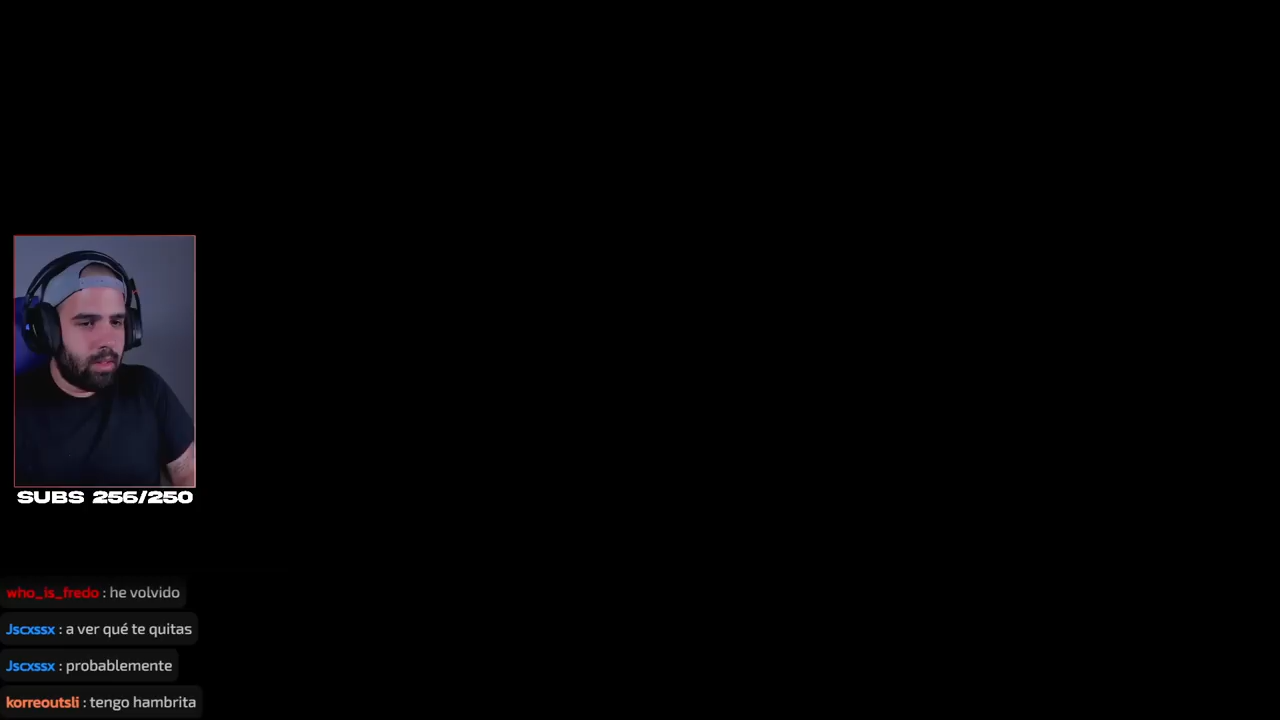 SUBS 256/250
who_is_fredo : he volvido
Jscxssx : a ver qué te quitas
Jscxssx : probablemente
korreoutsli : tengo hambrita